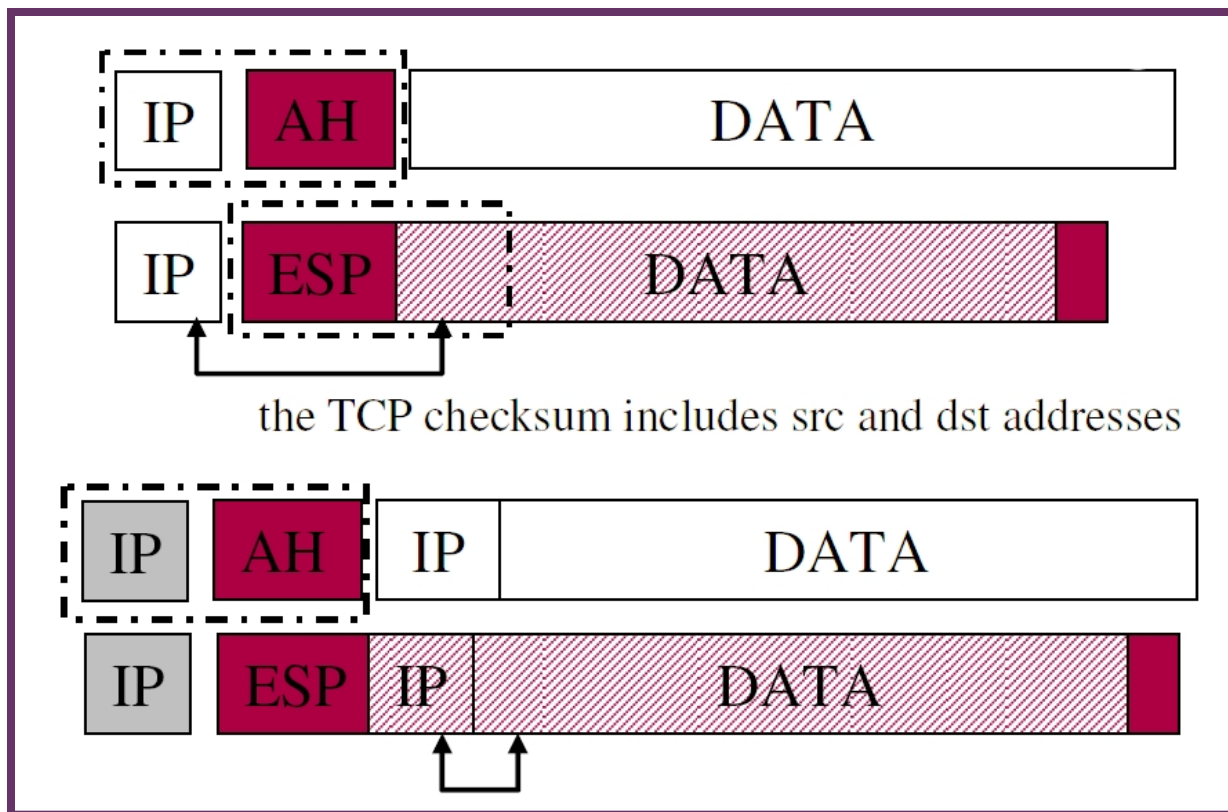 IP AH DATA
IP ESP DATA
the TCP checksum includes src and dst addresses
IP AH IP DATA
IP ESP IP DATA